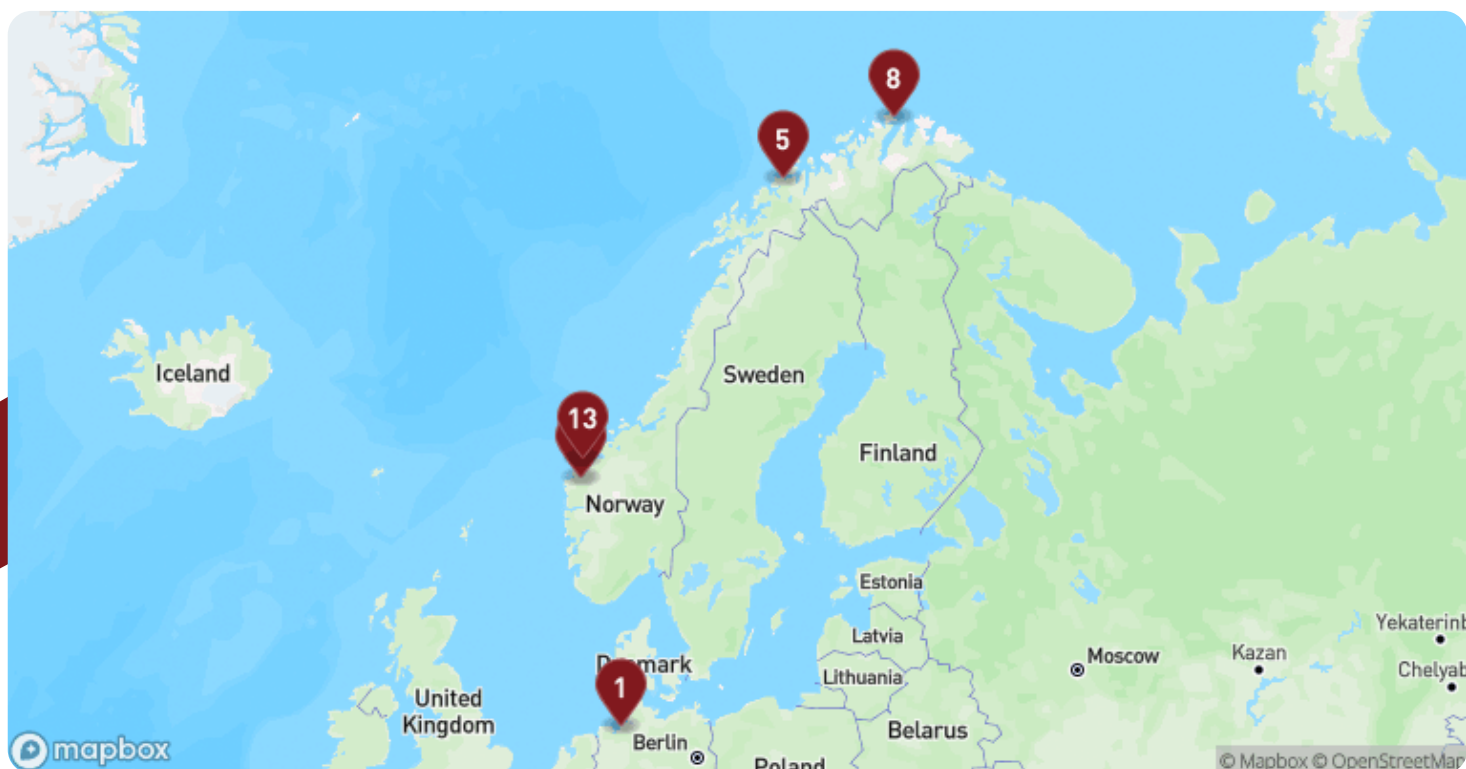 8
5
Iceland
Sweden
13
Finland
Norway
Estonia
Latvia
Lithuania
Denmark
1
United
Kingdom
Berlin
Poland
Belarus
Moscow
Kazan
Yekaterinb
Chelyab
mapbox
© Mapbox © OpenStreetMap